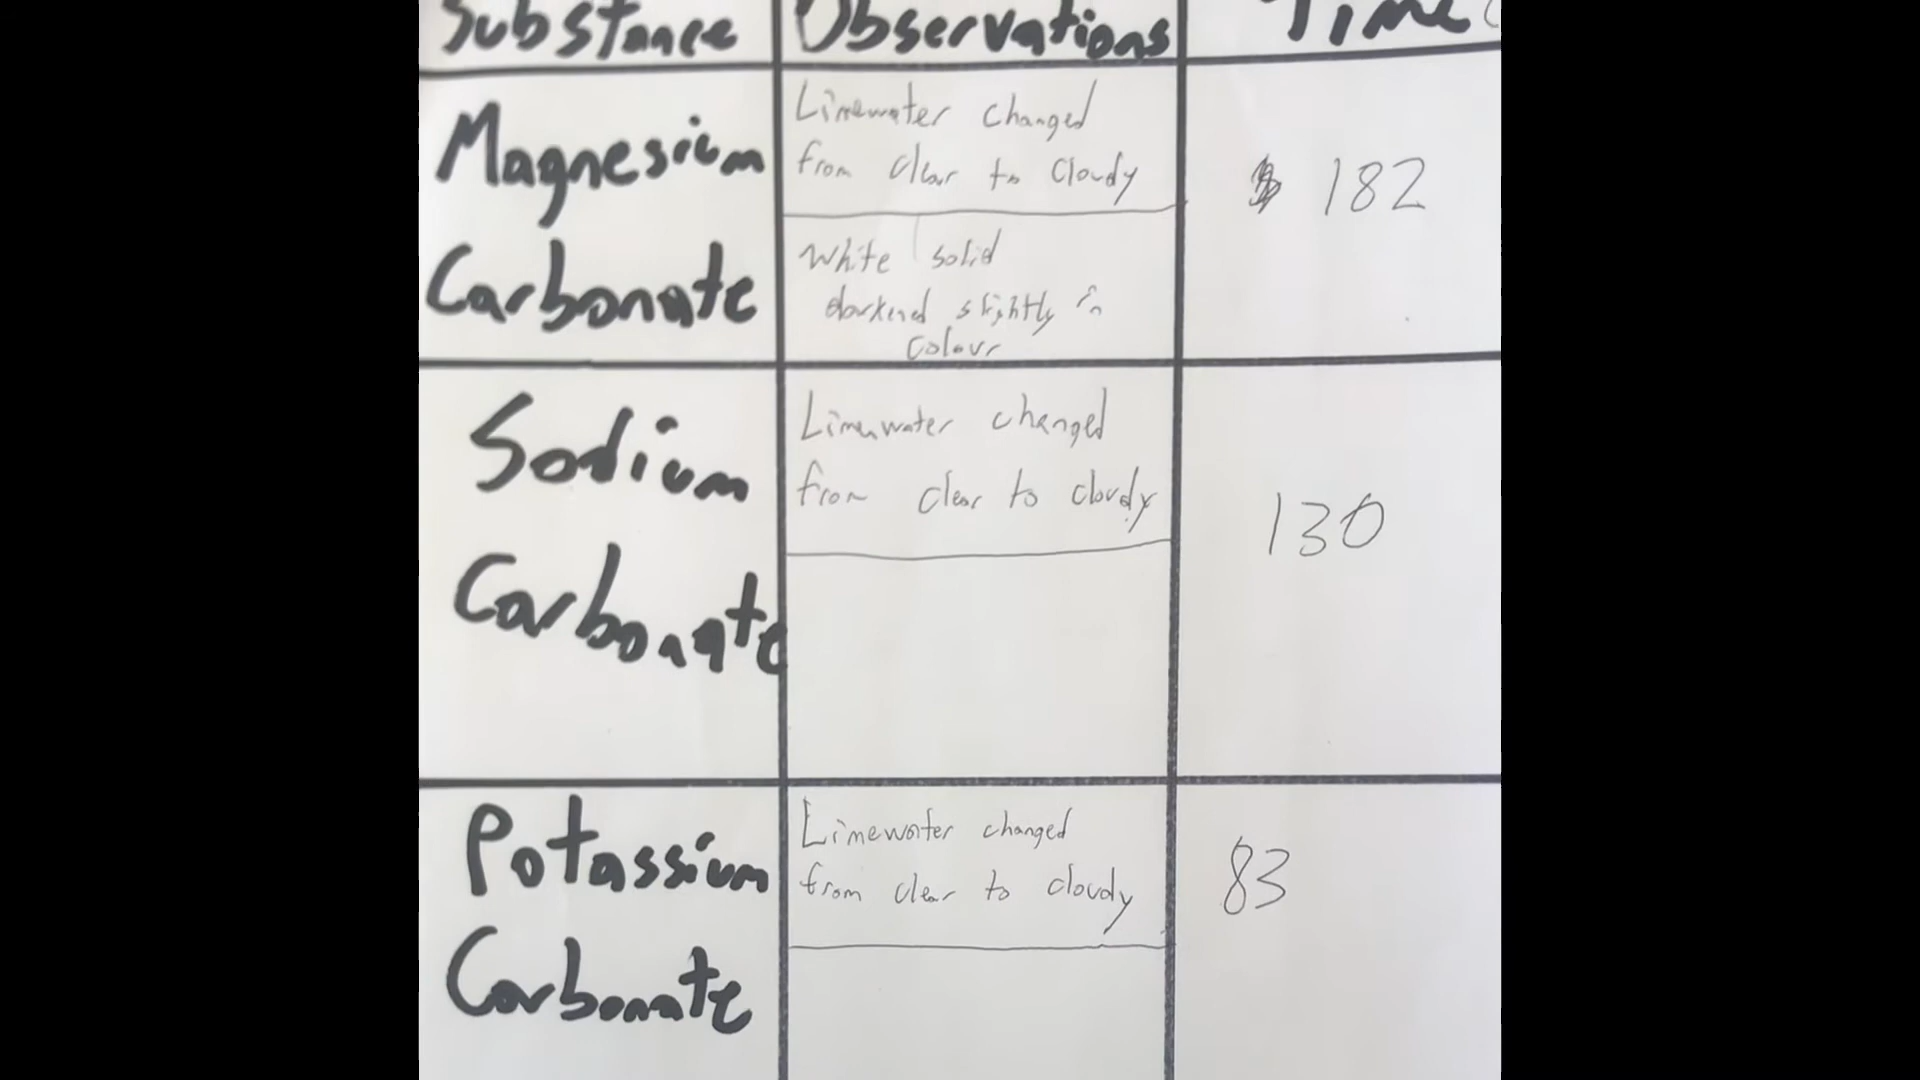 Substance Observations Time
Magnesium
Carbonate
Limewater changed
from clear to cloudy
White solid
darkened slightly in
colour
182
Sodium
Carbonate
Limewater changed
from clear to cloudy
130
Potassium
Carbonate
Limewater changed
from clear to cloudy
83